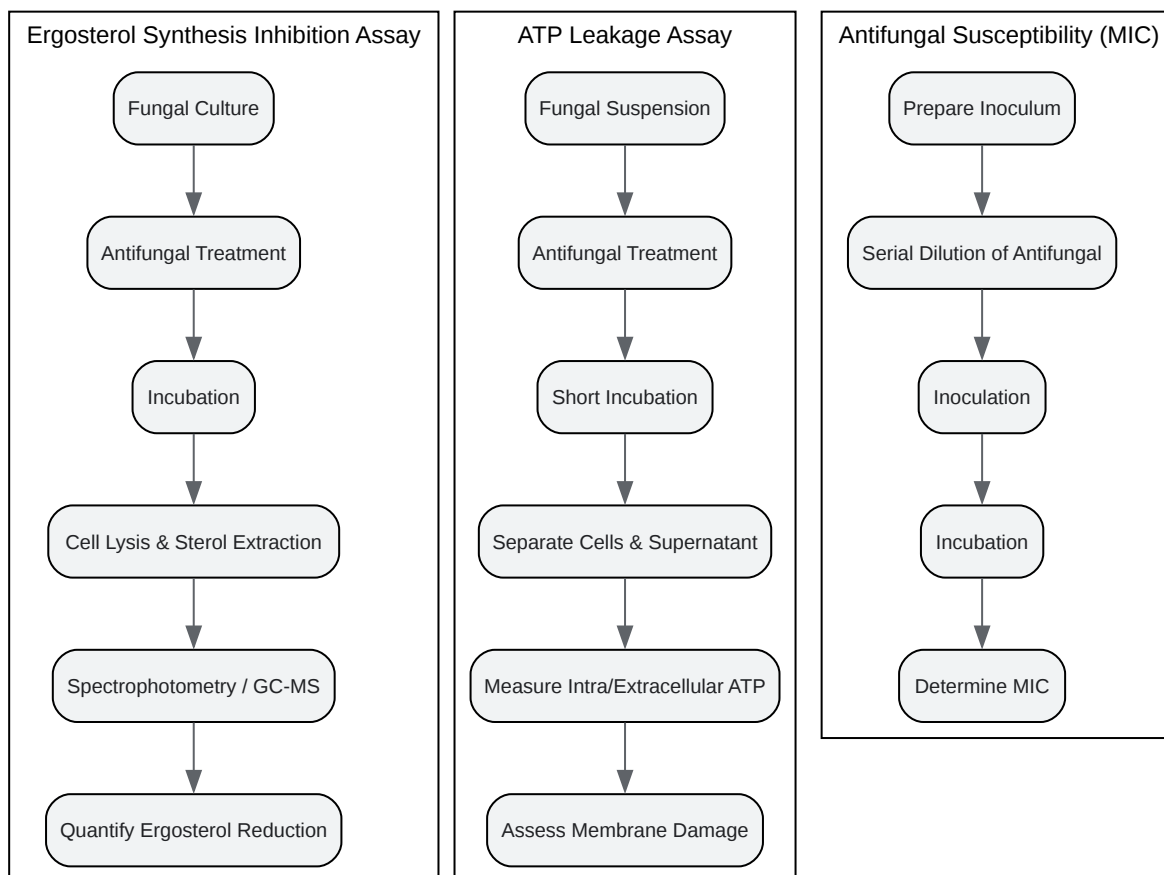 Ergosterol Synthesis Inhibition Assay
Fungal Culture
Antifungal Treatment
Incubation
Cell Lysis & Sterol Extraction
Spectrophotometry / GC-MS
Quantify Ergosterol Reduction
ATP Leakage Assay
Fungal Suspension
Antifungal Treatment
Short Incubation
Separate Cells & Supernatant
Measure Intra/Extracellular ATP
Assess Membrane Damage
Antifungal Susceptibility (MIC)
Prepare Inoculum
Serial Dilution of Antifungal
Inoculation
Incubation
Determine MIC